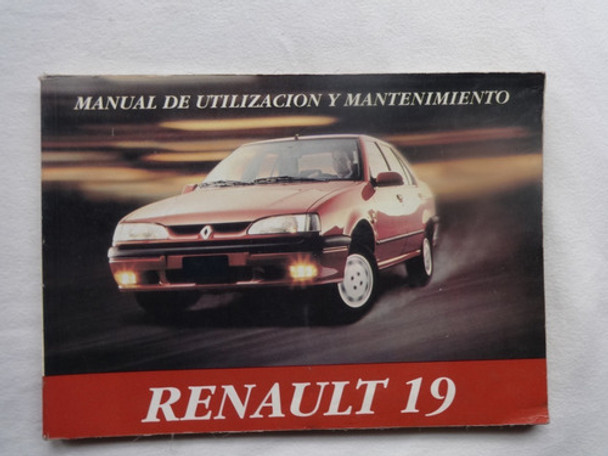 MANUAL DE UTILIZACION Y MANTENIMIENTO
RENAULT 19